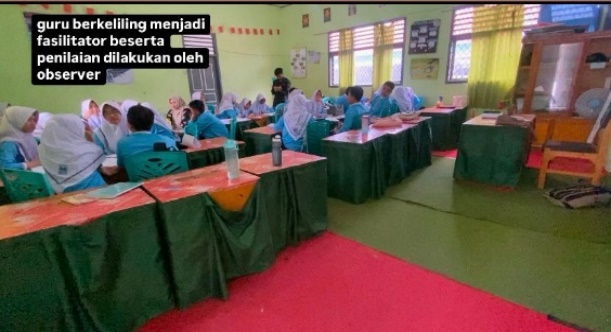 guru berkeliling menjadi
fasilitator beserta
penilaian dilakukan oleh
observer